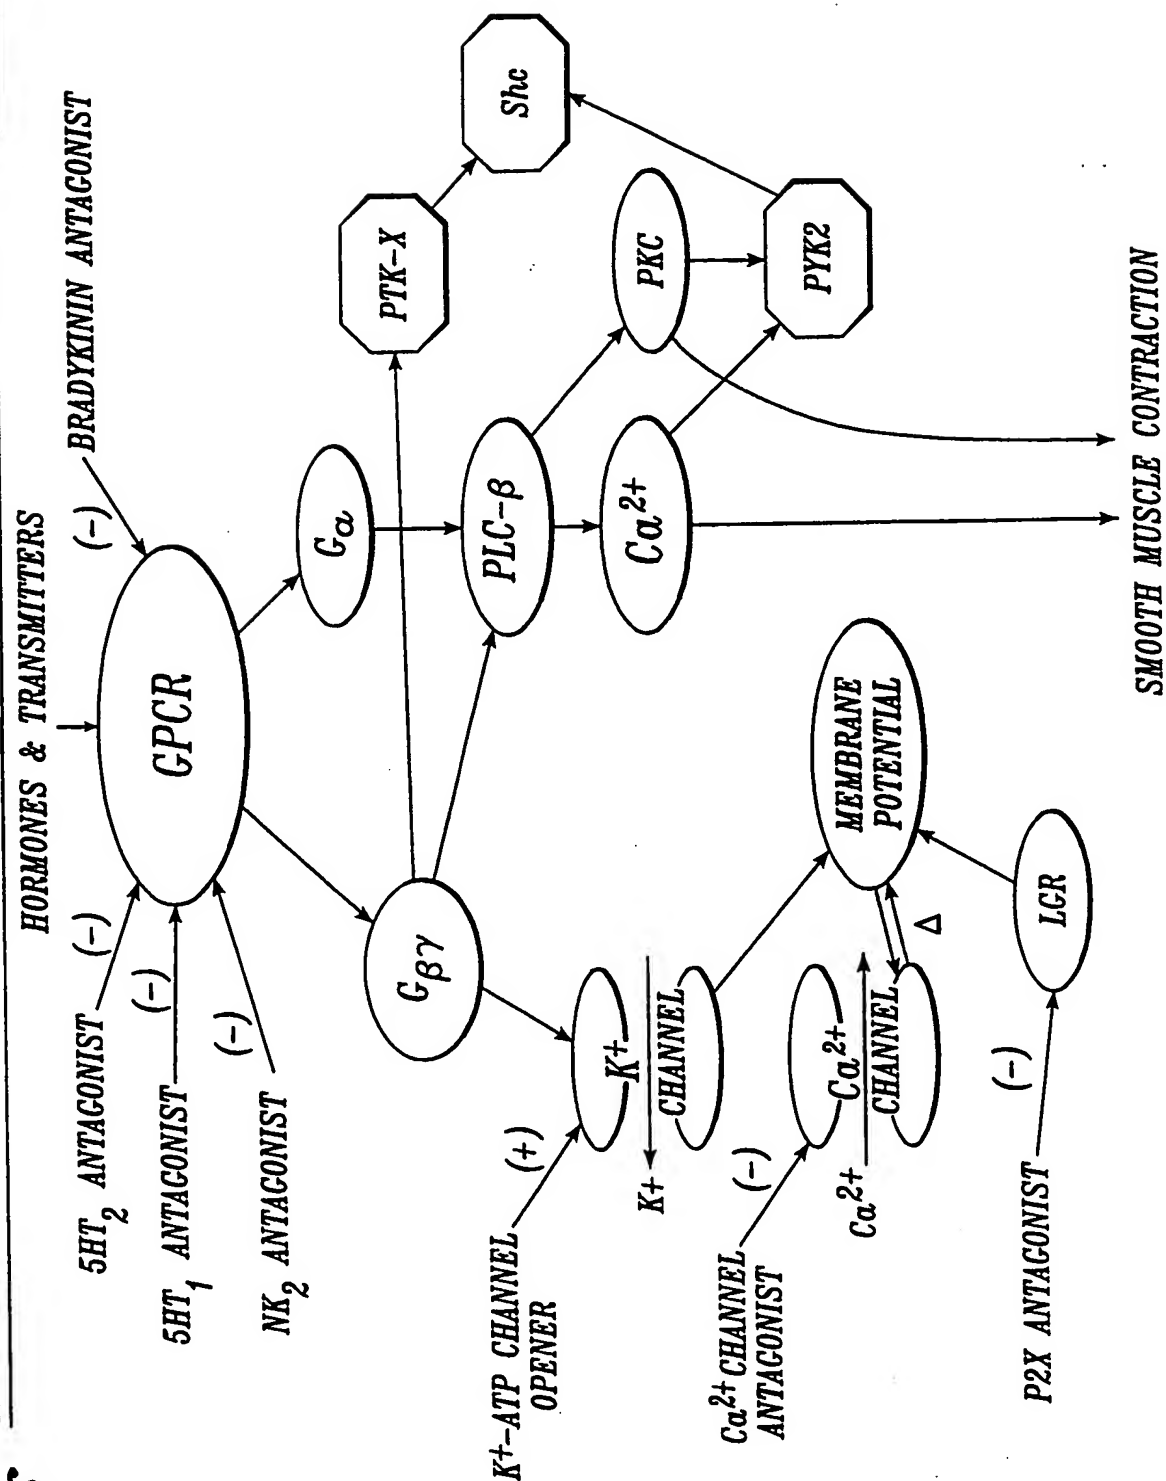 HORMONES & TRANSMITTERS
5HT2 ANTAGONIST
(-)
5HT1 ANTAGONIST
(-)
NK2 ANTAGONIST
(-)
(-)
BRADYKININ ANTAGONIST
GPCR
Gα
Gβγ
PTK-X
Shc
PLC-β
PKC
Ca2+
PYK2
K+-ATP CHANNEL
OPENER
(+)
K+
CHANNEL
K+
MEMBRANE
POTENTIAL
Ca2+ CHANNEL
ANTAGONIST
(-)
Ca2+
CHANNEL
Ca2+
Δ
LGR
P2X ANTAGONIST
(-)
SMOOTH MUSCLE CONTRACTION